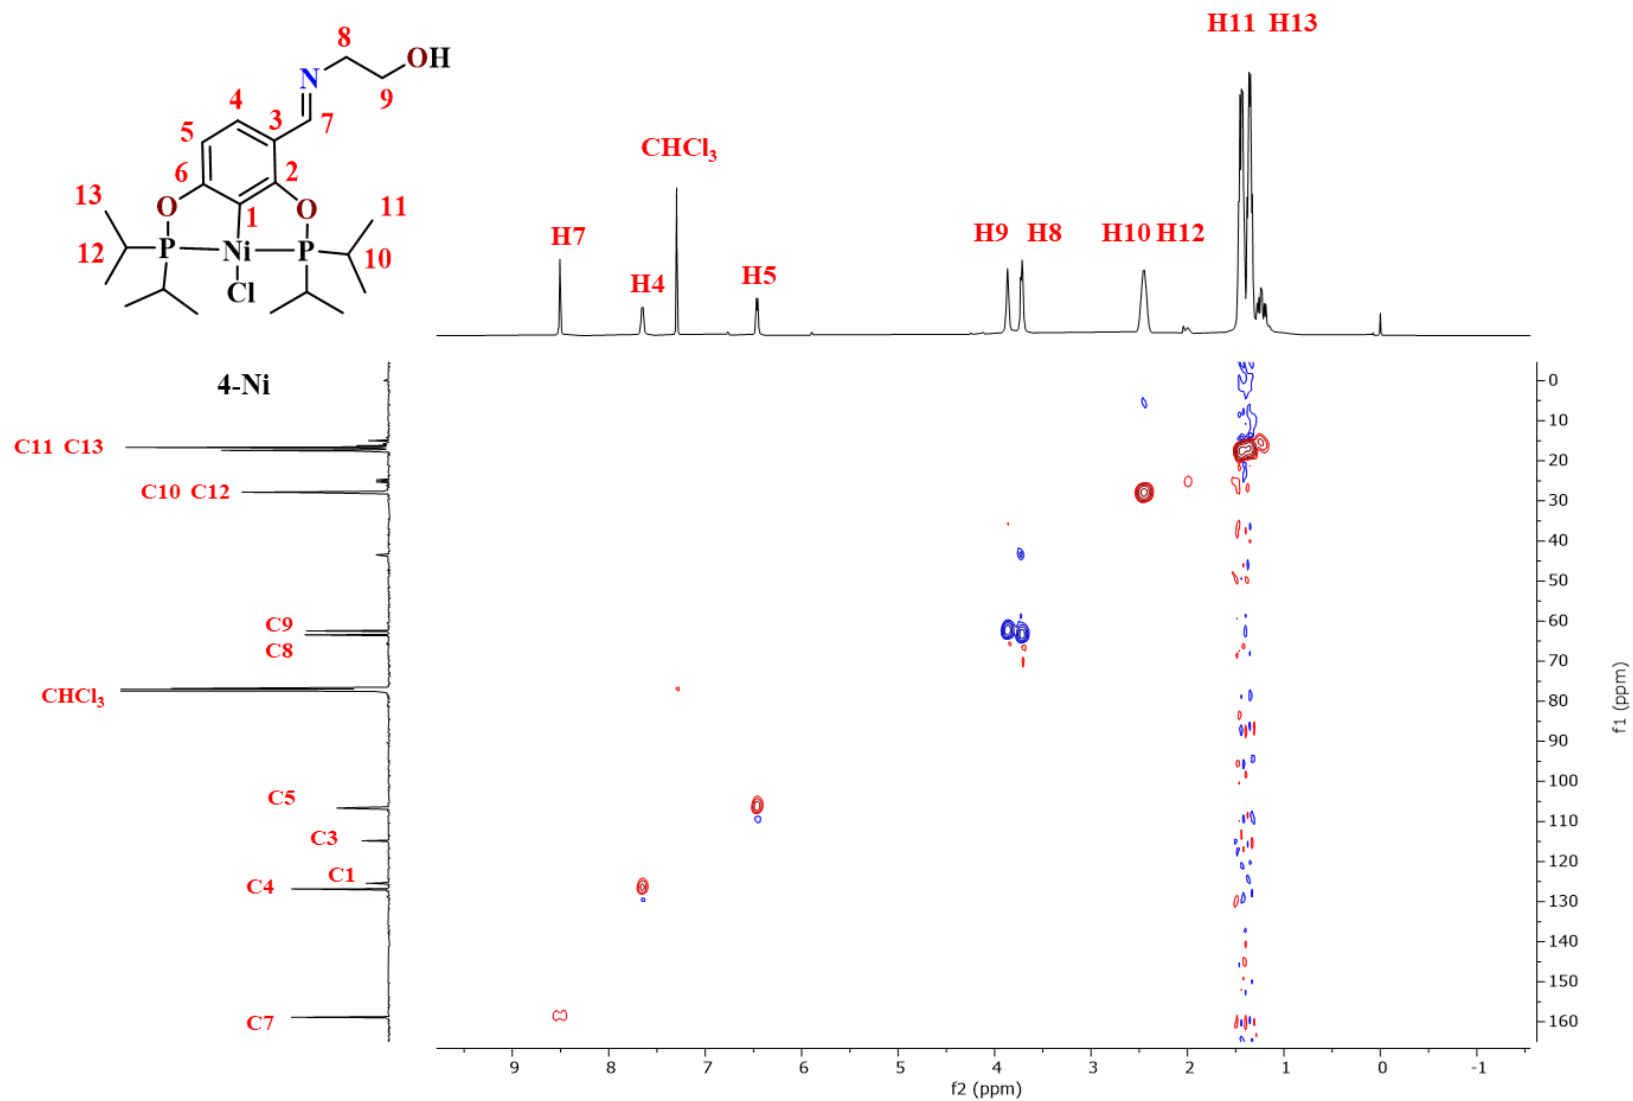 H11 H13
8
OH
N
9
4
3
7
5
CHCl3
6
2
13
O
O
11
1
H7
H9 H8
H10 H12
12
P
Ni
P
10
H4
H5
Cl
4-Ni
0
10
C11 C13
20
C10 C12
30
40
50
C9
60
C8
70
CHCl3
80
f1 (ppm)
90
C5
100
110
C3
120
C1
C4
130
140
150
C7
160
9 8 7 6 5 4 3 2 1 0 -1
f2 (ppm)